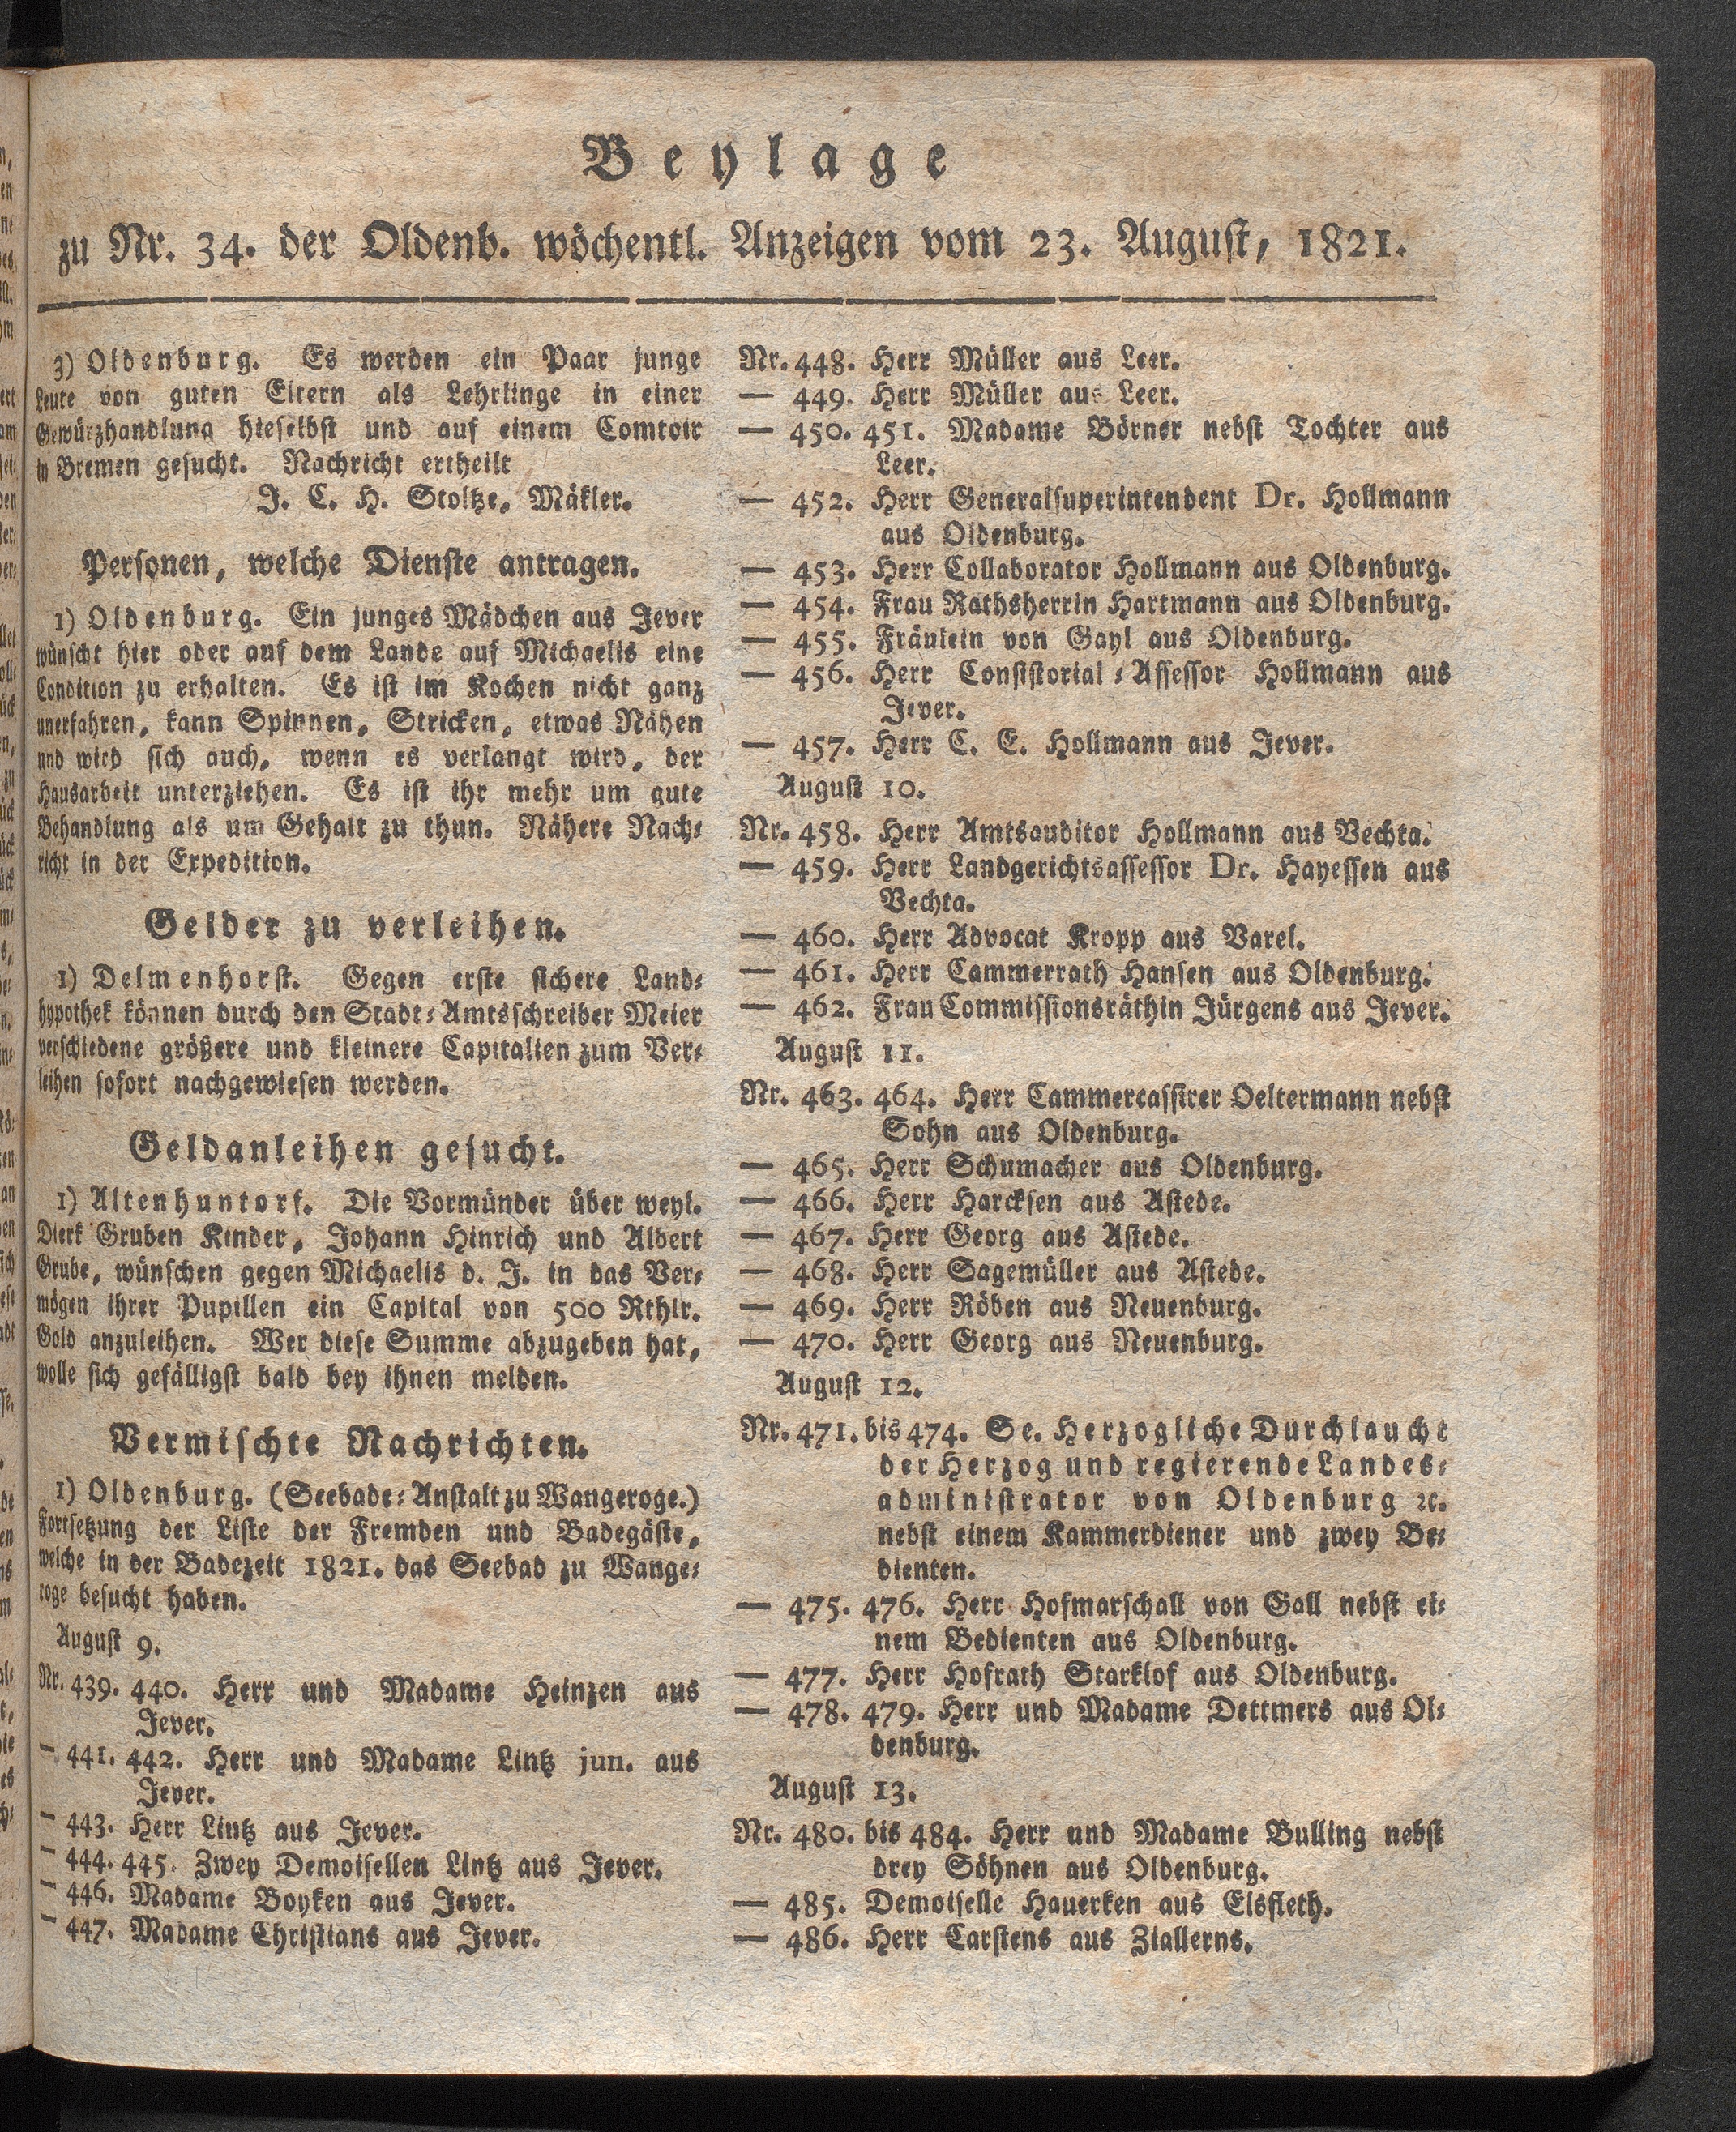 Beylage
zu Nr. 34. der Oldenb. wöchentl. Anzeigen vom 23. August, 1821.
3) Oldenburg. Es werden ein Paar junge
Leute von guten Eltern als Lehrlinge in einer
Gewürzhandlung hieselbst und auf einem Comtoir
in Bremen gesucht. Nachricht ertheilt
J. C. H. Stoltze, Mäkler.
Personen, welche Dienste antragen.
1) Oldenburg. Ein junges Mädchen aus Jever
wünscht hier oder auf dem Lande auf Michaelis eine
Condition zu erhalten. Es ist im Kochen nicht ganz
unerfahren, kann Spinnen, Stricken, etwas Nähen
und wird sich auch, wenn es verlangt wird, der
Hausarbeit unterziehen. Es ist ihr mehr um gute
Behandlung als um Gehalt zu thun. Nähere Nach-
richt in der Expedition.
Gelder zu verleihen.
1) Delmenhorst. Gegen erste sichere Land-
hypothek können durch den Stadt-Amtsschreiber Meier
verschiedene größere und kleinere Capitalien zum Ver-
leihen sofort nachgewiesen werden.
Geldanleihen gesucht.
1) Altenhuntorf. Die Vormünder über weyl.
Dierk Gruben Kinder, Johann Hinrich und Albert
Grube, wünschen gegen Michaelis d. J. in das Ver-
mögen ihrer Pupillen ein Capital von 500 Rthlr.
Gold anzuleihen. Wer diese Summe abzugeben hat,
wolle sich gefälligst bald bey ihnen melden.
Vermischte Nachrichten.
1) Oldenburg. (Seebade-Anstalt zu Wangeroge.)
Fortsetzung der Liste der Fremden und Badegäste,
welche in der Badezeit 1821. das Seebad zu Wange-
roge besucht haben.
August 9.
Nr. 439. 440. Herr und Madame Heinzen aus
Jever.
— 441. 442. Herr und Madame Lintz jun. aus
Jever.
— 443. Herr Lintz aus Jever.
— 444. 445. Zwey Demoisellen Lintz aus Jever.
— 446. Madame Boyken aus Jever.
— 447. Madame Christians aus Jever.
Nr. 448. Herr Müller aus Leer.
— 449. Herr Müller aus Leer.
— 450. 451. Madame Börner nebst Tochter aus
Leer.
— 452. Herr Generalsuperintendent Dr. Hollmann
aus Oldenburg.
— 453. Herr Collaborator Hollmann aus Oldenburg.
— 454. Frau Rathsherrin Hartmann aus Oldenburg.
— 455. Fräulein von Gayl aus Oldenburg.
— 456. Herr Consistorial-Assessor Hollmann aus
Jever.
— 457. Herr C. E. Hollmann aus Jever.
August 10.
Nr. 458. Herr Amtsauditor Hollmann aus Vechta.
— 459. Herr Landgerichtsassessor Dr. Hayessen aus
Vechta.
— 460. Herr Advocat Kropp aus Varel.
— 461. Herr Cammerrath Hansen aus Oldenburg.
— 462. Frau Commissionsräthin Jürgens aus Jever.
August 11.
Nr. 463. 464. Herr Cammercassirer Oeltermann nebst
Sohn aus Oldenburg.
— 465. Herr Schumacher aus Oldenburg.
— 466. Herr Harcksen aus Astede.
— 467. Herr Georg aus Astede.
— 468. Herr Sagemüller aus Astede.
— 469. Herr Röben aus Neuenburg.
— 470. Herr Georg aus Neuenburg.
August 12.
Nr. 471. bis 474. Se. Herzogliche Durchlaucht
der Herzog und regierende Landes-
administrator von Oldenburg ꝛc.
nebst einem Kammerdiener und zwey Be-
dienten.
— 475. 476. Herr Hofmarschall von Gall nebst ei-
nem Bedienten aus Oldenburg.
— 477. Herr Hofrath Starklof aus Oldenburg.
— 478. 479. Herr und Madame Dettmers aus Ol-
denburg.
August 13.
Nr. 480. bis 484. Herr und Madame Bulling nebst
drey Söhnen aus Oldenburg.
— 485. Demoiselle Hauerken aus Elsfleth.
— 486. Herr Carstens aus Ziallerns.